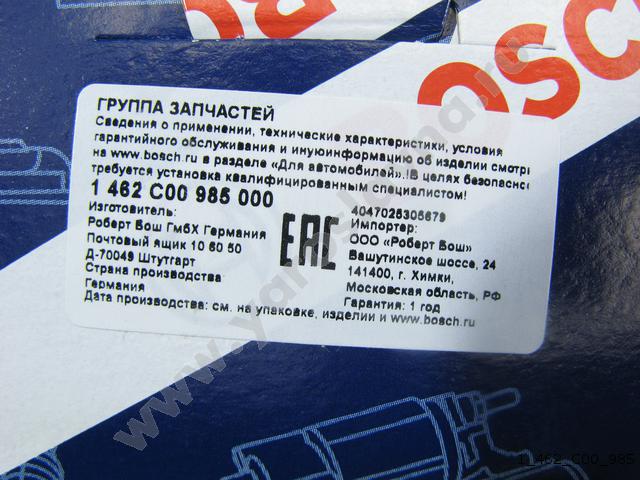 BOSCH
ГРУППА ЗАПЧАСТЕЙ
Сведения о применении, технические характеристики, условия
гарантийного обслуживания и инуюинформацию об изделии смотри
на www.bosch.ru в разделе «Для автомобилей».!В целях безопаснос
требуется установка квалифицированным специалистом!
1 462 C00 985 000
Изготовитель:
Роберт Бош ГмбХ Германия
Почтовый ящик 10 60 50
Д-70049 Штутгарт
Страна производства
Германия
EAC
4047025305679
Импортер:
ООО «Роберт Бош»
Вашутинское шоссе, 24
141400, г. Химки,
Московская область, РФ
Гарантия: 1 год
Дата производства: см. на упаковке, изделии и www.bosch.ru
1_462_C00_985